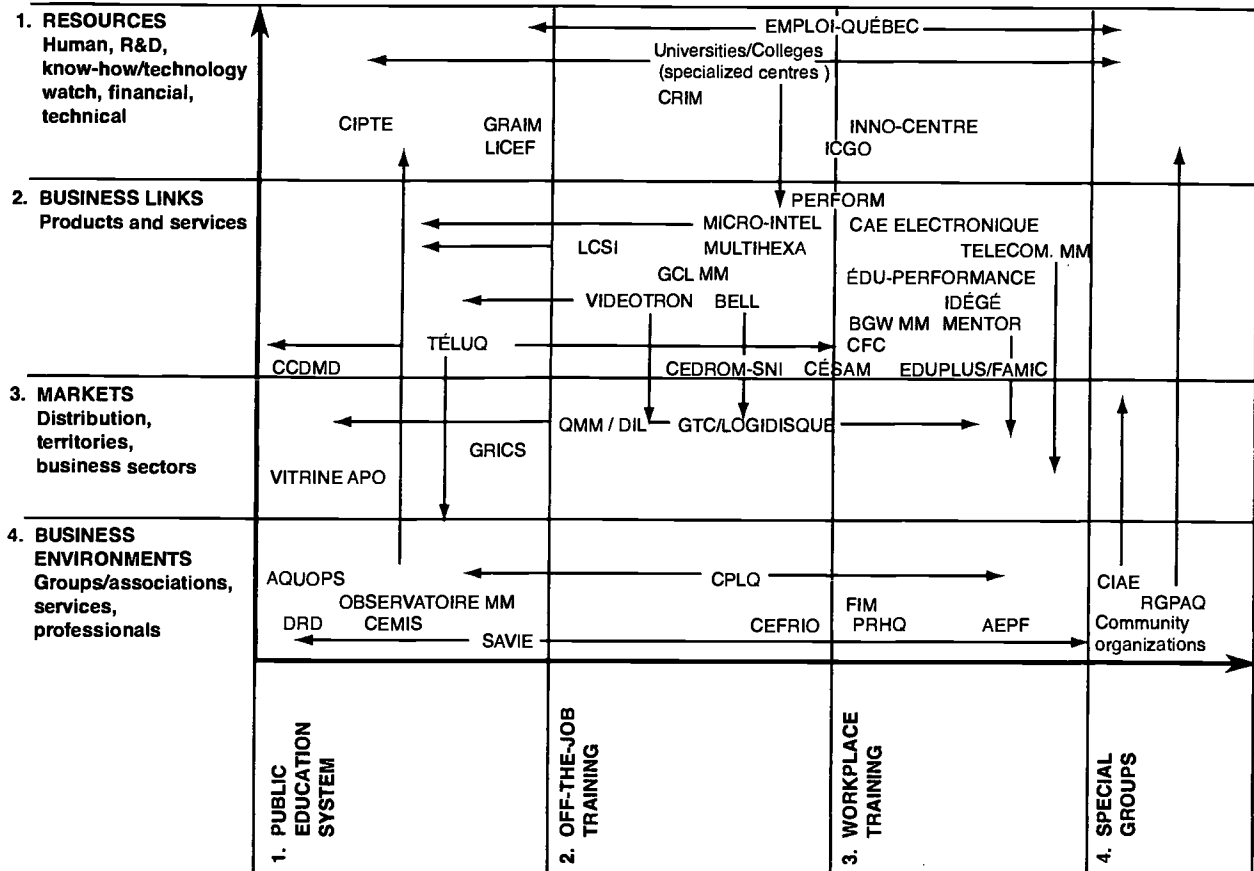 1. RESOURCES
Human, R&D,
know-how/technology
watch, financial,
technical
EMPLOI-QUÉBEC
Universities/Colleges
(specialized centres )
CRIM
CIPTE
GRAIM
LICEF
INNO-CENTRE
ICGO
2. BUSINESS LINKS
Products and services
PERFORM
MICRO-INTEL
CAE ELECTRONIQUE
LCSI
MULTIHEXA
TELECOM. MM
GCL MM
ÉDU-PERFORMANCE
VIDEOTRON
BELL
IDÉGÉ
BGW MM
MENTOR
TÉLUQ
CFC
CCDMD
CEDROM-SNI
CÉSAM
EDUPLUS/FAMIC
3. MARKETS
Distribution,
territories,
business sectors
QMM / DIL
GTC/LOGIDISQUE
GRICS
VITRINE APO
4. BUSINESS
ENVIRONMENTS
Groups/associations,
services,
professionals
AQUOPS
CPLQ
CIAE
OBSERVATOIRE MM
FIM
RGPAQ
DRD
CEMIS
SAVIE
CEFRIO
PRHQ
AEPF
Community
organizations
1. PUBLIC
EDUCATION
SYSTEM
2. OFF-THE-JOB
TRAINING
3. WORKPLACE
TRAINING
4. SPECIAL
GROUPS